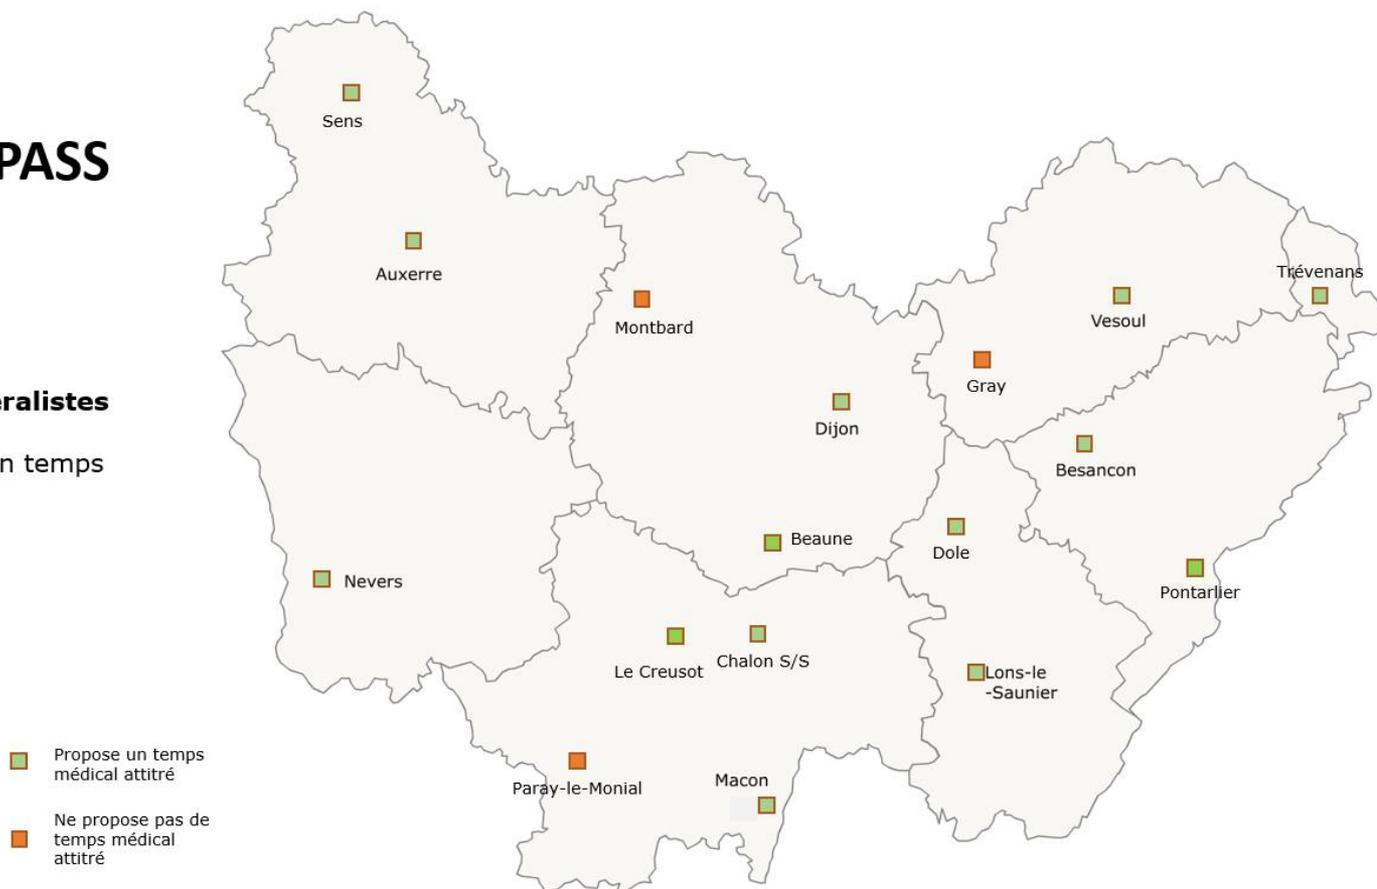 PASS
Sens
Auxerre
Trévenans
Montbard
Vesoul
Gray
eralistes
Dijon
n temps
Besancon
Beaune
Dole
Nevers
Pontarlier
Le Creusot
Chalon S/S
Lons-le
-Saunier
Propose un temps
médical attitré
Macon
Paray-le-Monial
Ne propose pas de
temps médical
attitré